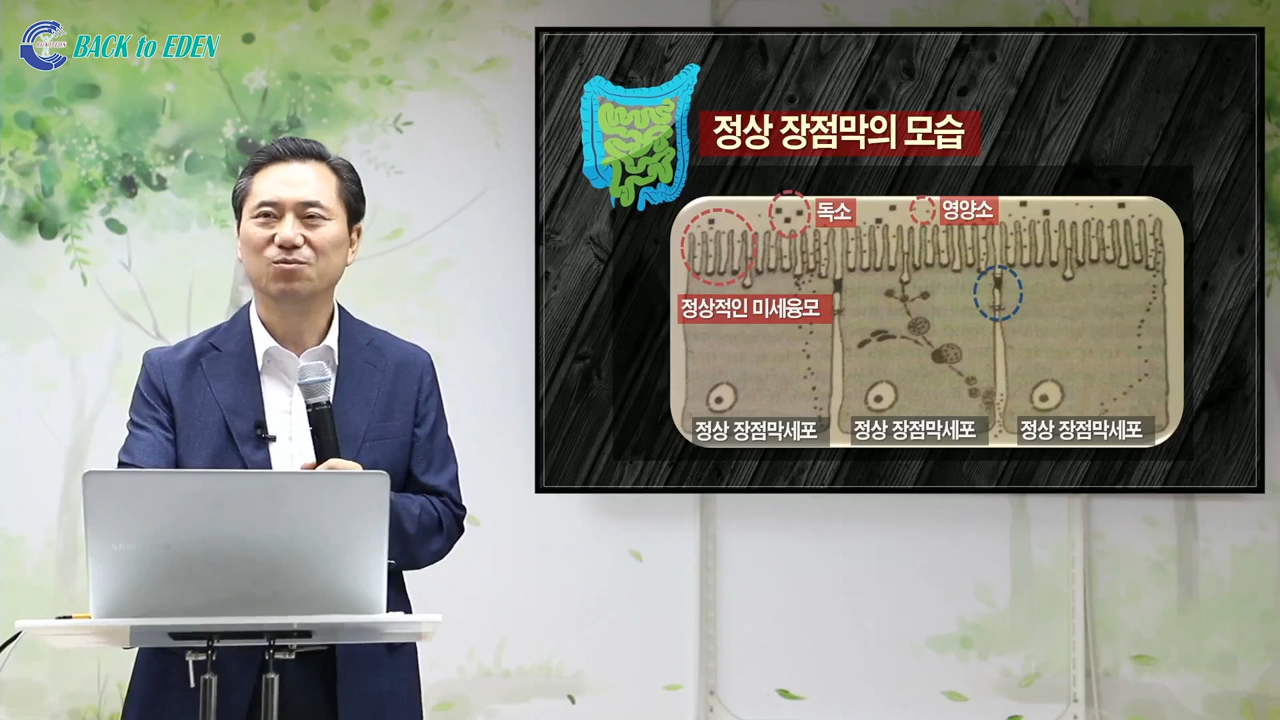 BACK to EDEN
정상 장점막의 모습
독소
영양소
정상적인 미세융모
정상 장점막세포
정상 장점막세포
정상 장점막세포